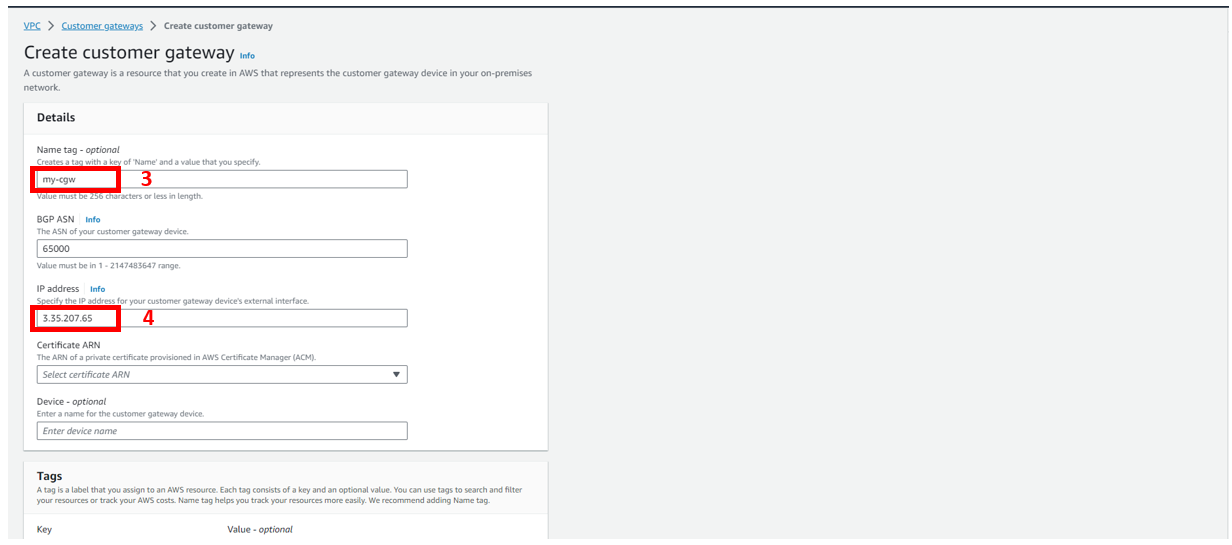 VPC > Customer gateways > Create customer gateway
Create customer gateway Info
A customer gateway is a resource that you create in AWS that represents the customer gateway device in your on-premises
network.
Details
Name tag - optional
Creates a tag with a key of 'Name' and a value that you specify.
my-cgw 3
Value must be 256 characters or less in length.
BGP ASN Info
The ASN of your customer gateway device.
65000
Value must be in 1 - 2147483647 range.
IP address Info
Specify the IP address for your customer gateway device's external interface.
3.35.207.65 4
Certificate ARN
The ARN of a private certificate provisioned in AWS Certificate Manager (ACM).
Select certificate ARN
Device - optional
Enter a name for the customer gateway device.
Enter device name
Tags
A tag is a label that you assign to an AWS resource. Each tag consists of a key and an optional value. You can use tags to search and filter
your resources or track your AWS costs. Name tag helps you track your resources more easily. We recommend adding Name tag.
Key Value - optional